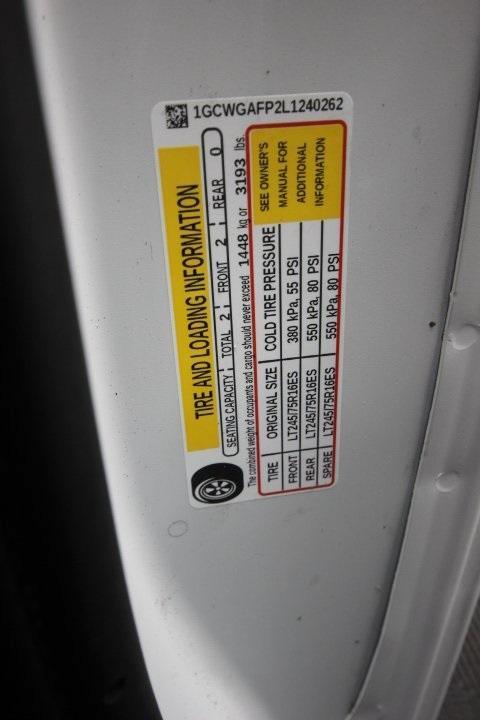 1GCWGAFP2L1240262
TIRE AND LOADING INFORMATION
SEATING CAPACITY TOTAL 2 FRONT 2 REAR 0
The combined weight of occupants and cargo should never exceed 1448 kg or 3193 lbs.
TIRE ORIGINAL SIZE COLD TIRE PRESSURE
FRONT LT245/75R16ES 380 kPa, 55 PSI
REAR LT245/75R16ES 550 kPa, 80 PSI
SPARE LT245/75R16ES 550 kPa, 80 PSI
SEE OWNER'S
MANUAL FOR
ADDITIONAL
INFORMATION